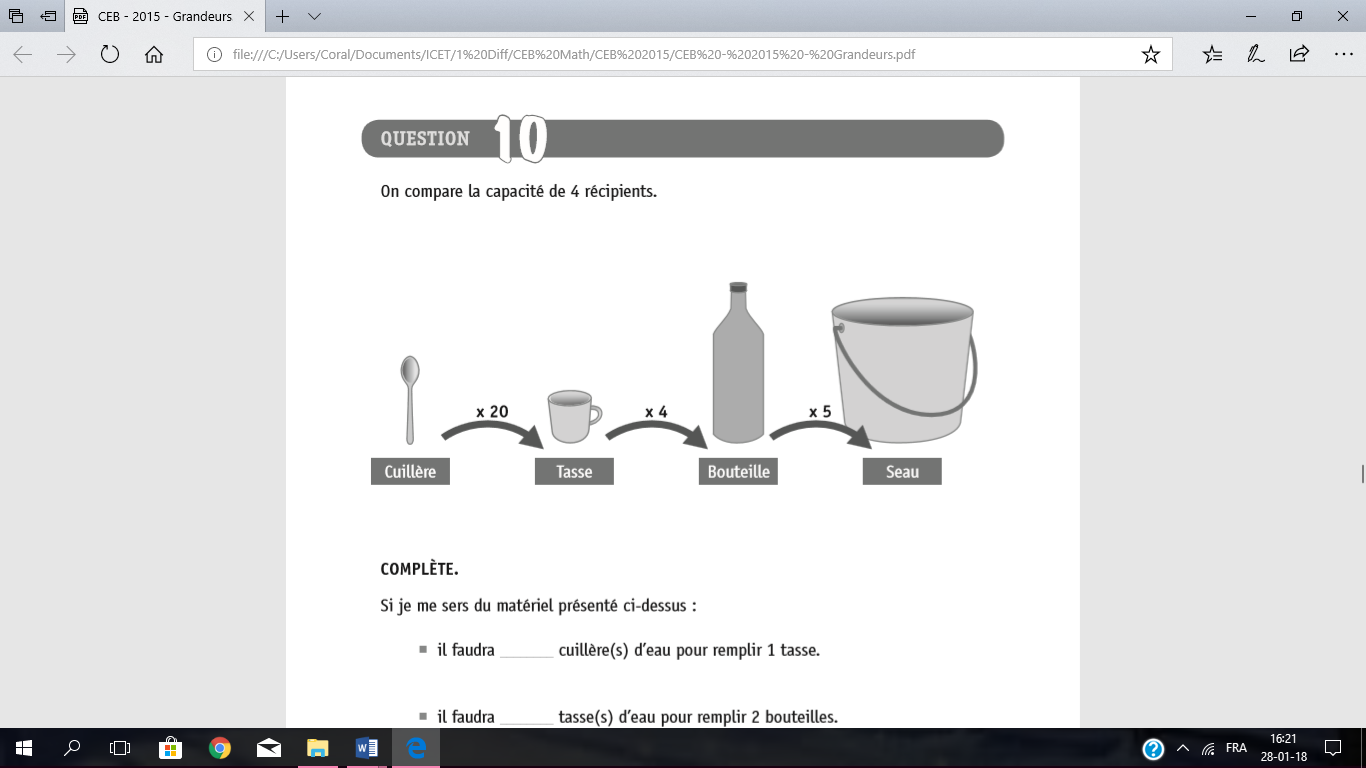 CEB - 2015 - Grandeurs
file:///C:/Users/Coral/Documents/ICET/1%20Diff/CEB%20Math/CEB%202015/CEB%20-%202015%20-%20Grandeurs.pdf
QUESTION 10
On compare la capacité de 4 récipients.
x 20 x 4 x 5
Cuillère Tasse Bouteille Seau
COMPLÈTE.
Si je me sers du matériel présenté ci-dessus :
il faudra ______ cuillère(s) d'eau pour remplir 1 tasse.
il faudra ______ tasse(s) d'eau pour remplir 2 bouteilles.
FRA
16:21
28-01-18